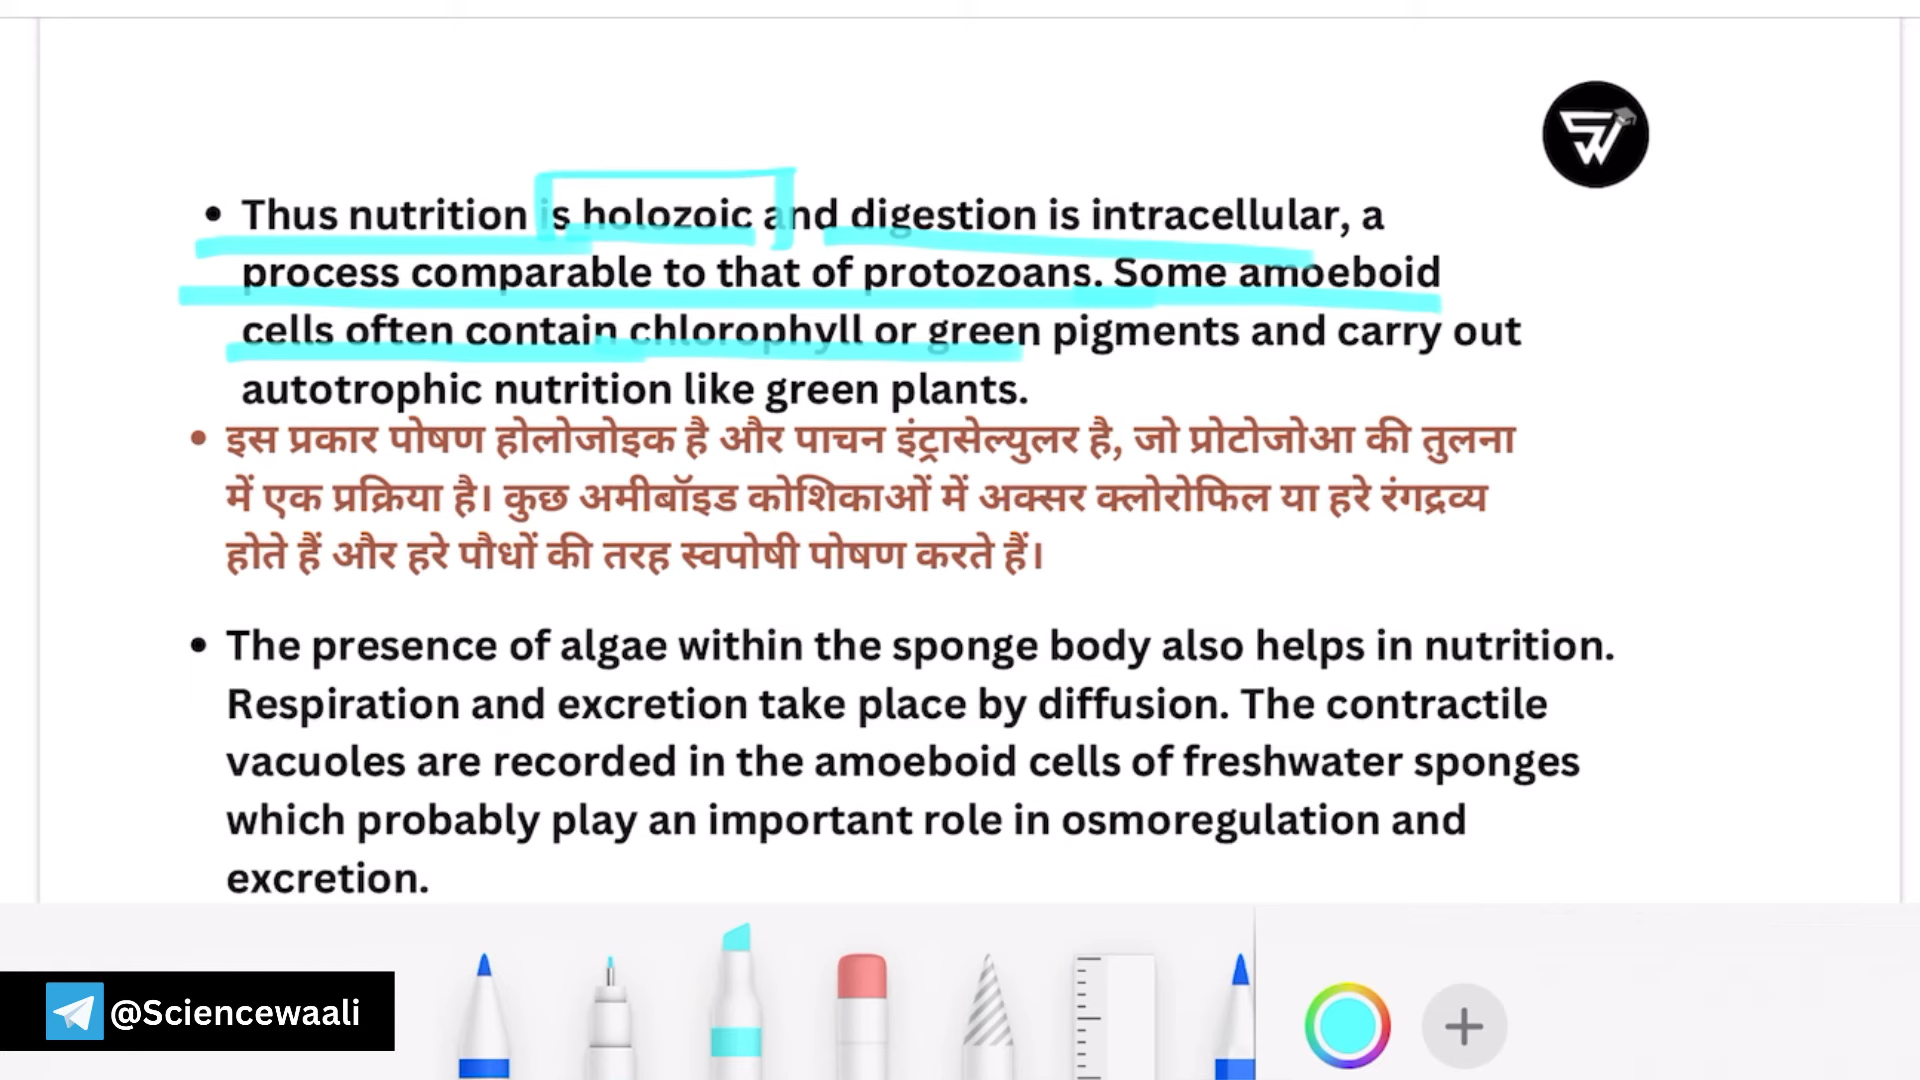 SW
• Thus nutrition is holozoic and digestion is intracellular, a
process comparable to that of protozoans. Some amoeboid
cells often contain chlorophyll or green pigments and carry out
autotrophic nutrition like green plants.
• इस प्रकार पोषण होलोजोइक है और पाचन इंट्रासेल्युलर है, जो प्रोटोजोआ की तुलना
में एक प्रक्रिया है। कुछ अमीबॉइड कोशिकाओं में अक्सर क्लोरोफिल या हरे रंगद्रव्य
होते हैं और हरे पौधों की तरह स्वपोषी पोषण करते हैं।
• The presence of algae within the sponge body also helps in nutrition.
Respiration and excretion take place by diffusion. The contractile
vacuoles are recorded in the amoeboid cells of freshwater sponges
which probably play an important role in osmoregulation and
excretion.
@Sciencewaali